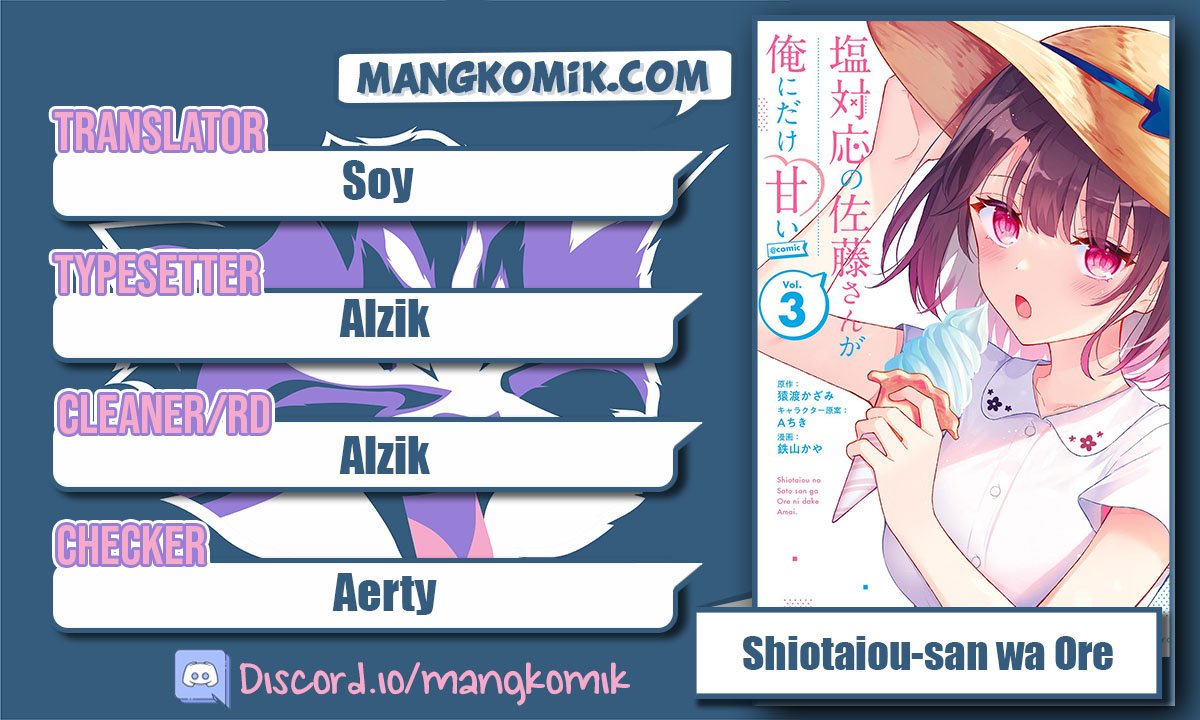 MANGKOMIK.COM
TRANSLATOR
Soy
TYPESETTER
Alzik
CLEANER/RD
Alzik
CHECKER
Aerty
Discord.io/mangkomik
塩対応の佐藤さんが
俺にだけ甘い
@comic
Vol.
3
原作：
猿渡かざみ
キャラクター原案：
Aちき
漫画：
鉄山かや
Shiotaiou no
Sato san ga
Ore ni dake
Amai.
Shiotaiou-san wa Ore